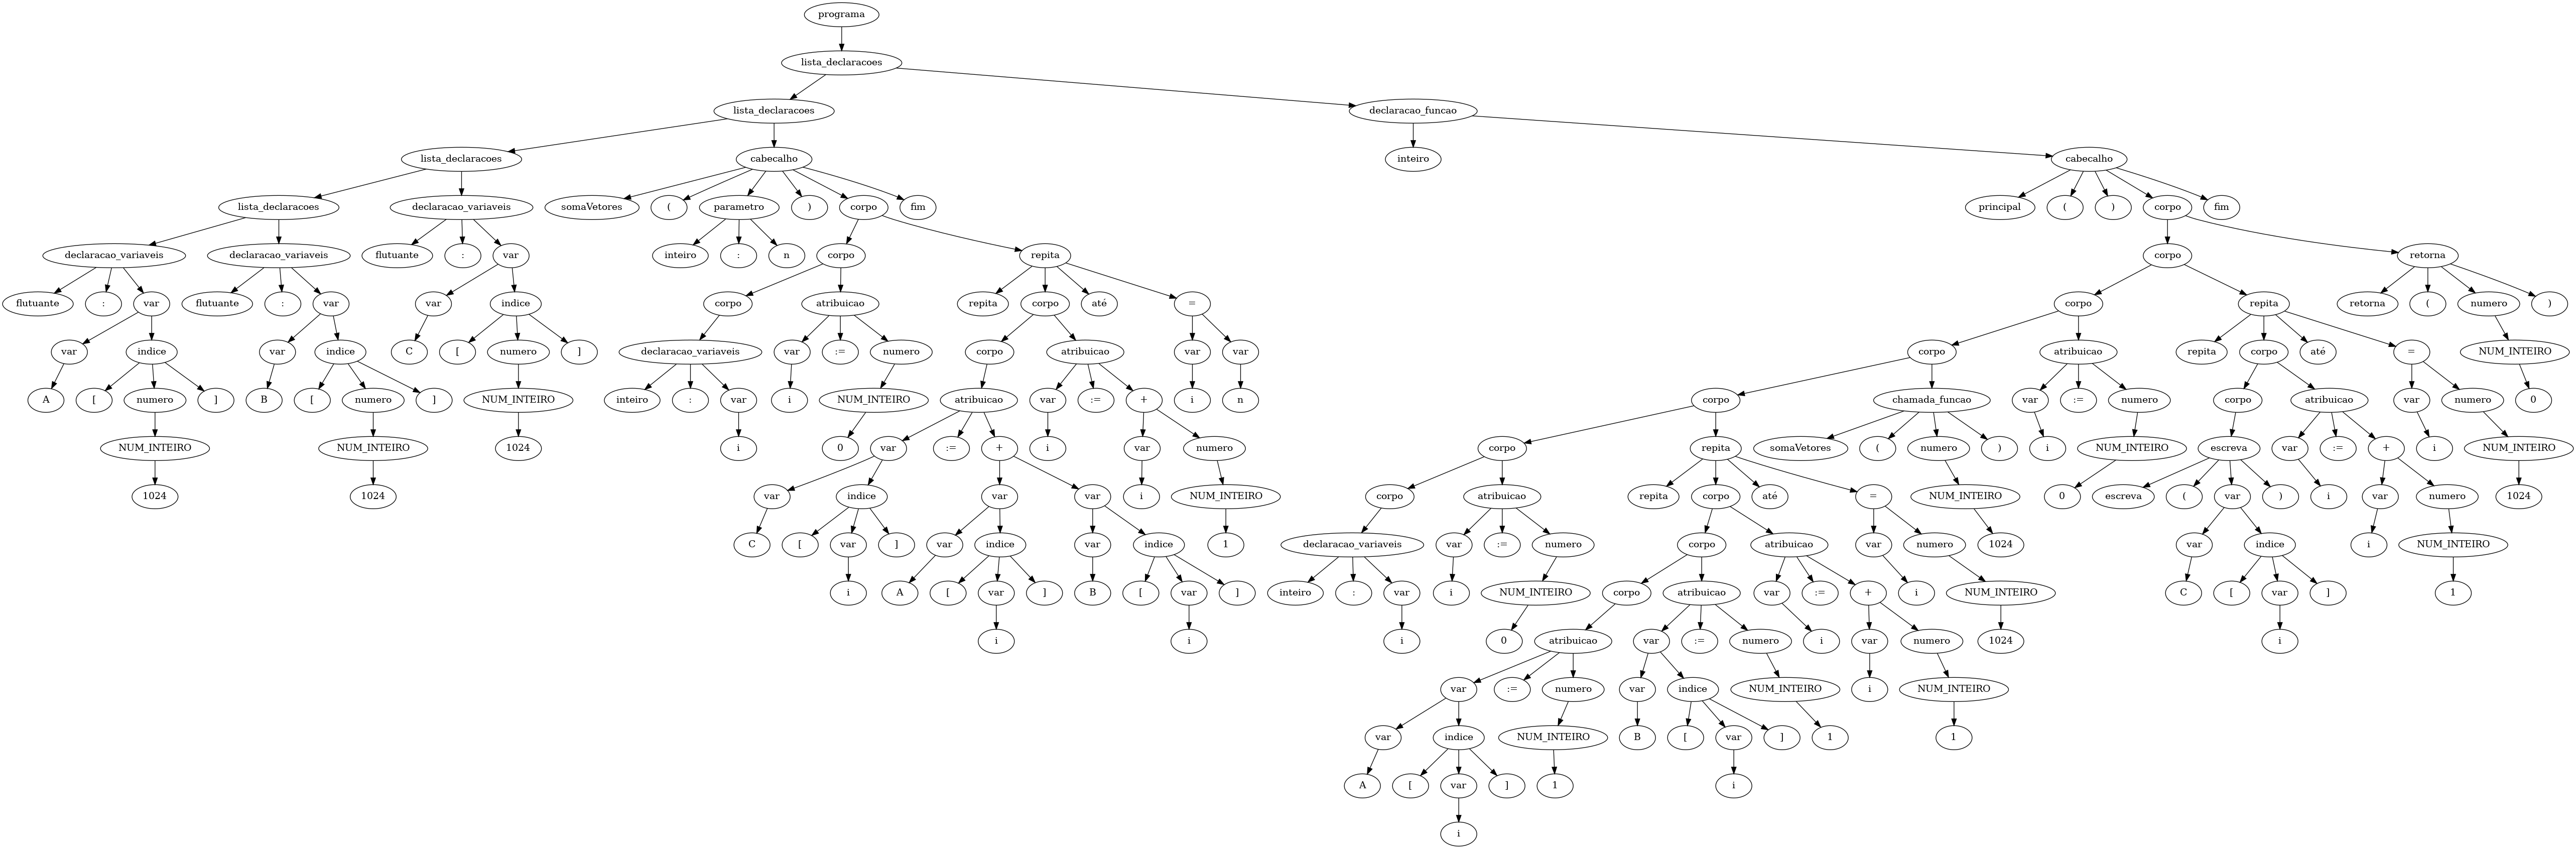 programa
lista_declaracoes
lista_declaracoes declaracao_funcao
lista_declaracoes cabecalho inteiro cabecalho
lista_declaracoes declaracao_variaveis somaVetores ( parametro ) corpo fim principal ( ) corpo fim
declaracao_variaveis declaracao_variaveis flutuante : var inteiro : n corpo repita corpo retorna
flutuante : var flutuante : var var indice corpo atribuicao repita corpo até = corpo repita retorna ( numero )
var indice var indice C [ numero ] declaracao_variaveis var := numero corpo atribuicao var var corpo atribuicao repita corpo até = NUM_INTEIRO
A [ numero ] B [ numero ] NUM_INTEIRO inteiro : var i NUM_INTEIRO atribuicao var := + i n corpo chamada_funcao var := numero corpo atribuicao var numero 0
NUM_INTEIRO NUM_INTEIRO 1024 i 0 var := + i var numero corpo repita somaVetores ( numero ) i NUM_INTEIRO escreva var := + i NUM_INTEIRO
1024 1024 var indice var var i NUM_INTEIRO corpo atribuicao repita corpo até = NUM_INTEIRO 0 escreva ( var ) i var numero 1024
C [ var ] var indice var indice 1 declaracao_variaveis var := numero corpo atribuicao var numero 1024 var indice i NUM_INTEIRO
i A [ var ] B [ var ] inteiro : var i NUM_INTEIRO corpo atribuicao var := + i NUM_INTEIRO C [ var ] 1
i i i 0 atribuicao var := numero i var numero 1024 i
var := numero var indice NUM_INTEIRO i NUM_INTEIRO
var indice NUM_INTEIRO B [ var ] 1 1
A [ var ] 1 i
i